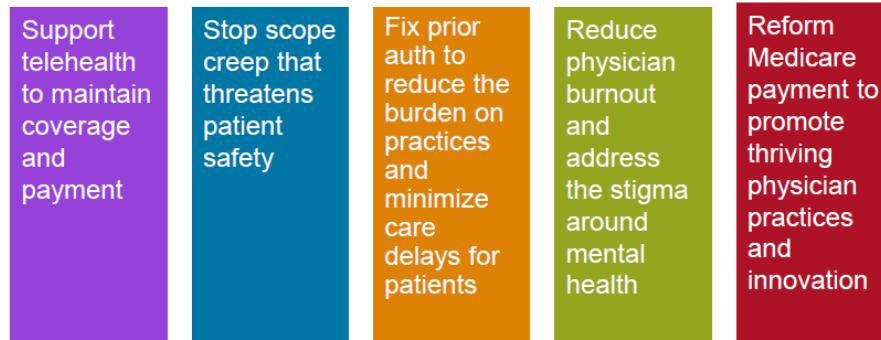 Support
telehealth
to maintain
coverage
and
payment
Stop scope
creep that
threatens
patient
safety
Fix prior
auth to
reduce the
burden on
practices
and
minimize
care
delays for
patients
Reduce
physician
burnout
and
address
the stigma
around
mental
health
Reform
Medicare
payment to
promote
thriving
physician
practices
and
innovation